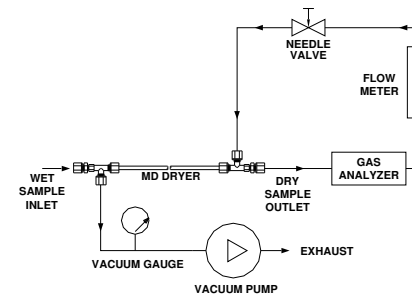 NEEDLE
VALVE
FLOW
METER
MD DRYER
WET
SAMPLE
INLET
DRY
SAMPLE
OUTLET
GAS
ANALYZER
VACUUM GAUGE
EXHAUST
VACUUM PUMP